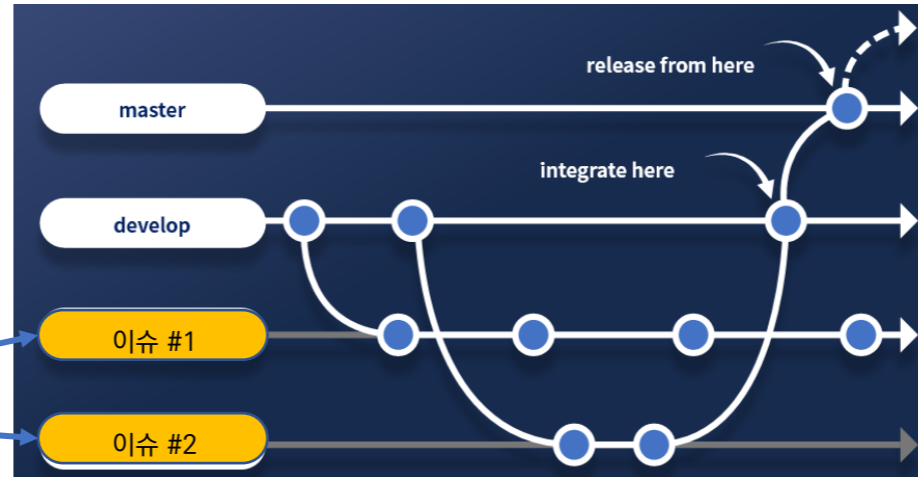 release from here
master
integrate here
develop
이슈 #1
이슈 #2